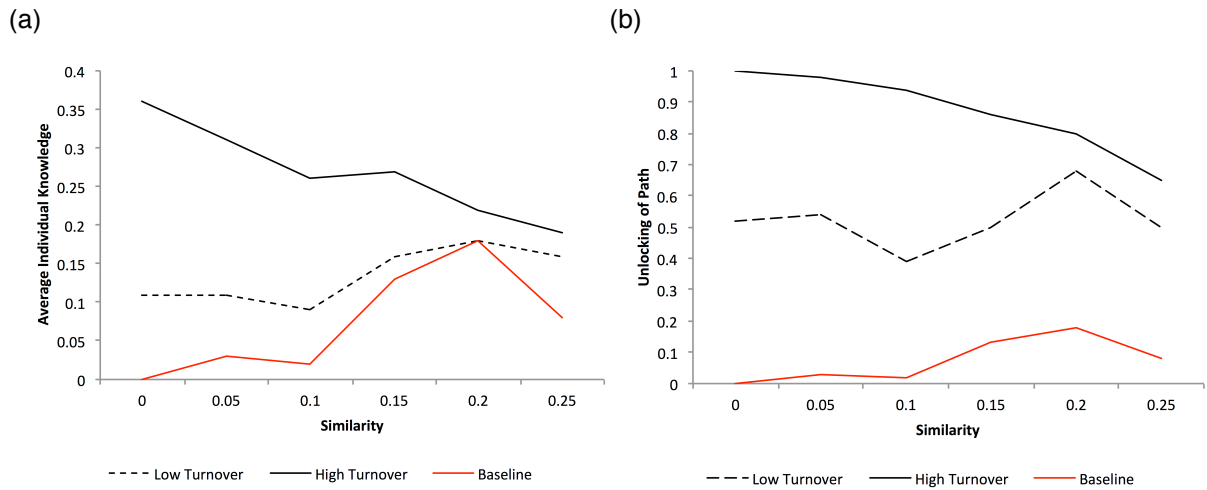 (a)
0.4
0.35
0.3
0.25
0.2
0.15
0.1
0.05
0
Average Individual Knowledge
0 0.05 0.1 0.15 0.2 0.25
Similarity
Low Turnover High Turnover Baseline
(b)
1
0.9
0.8
0.7
0.6
0.5
0.4
0.3
0.2
0.1
0
Unlocking of Path
0 0.05 0.1 0.15 0.2 0.25
Similarity
Low Turnover High Turnover Baseline